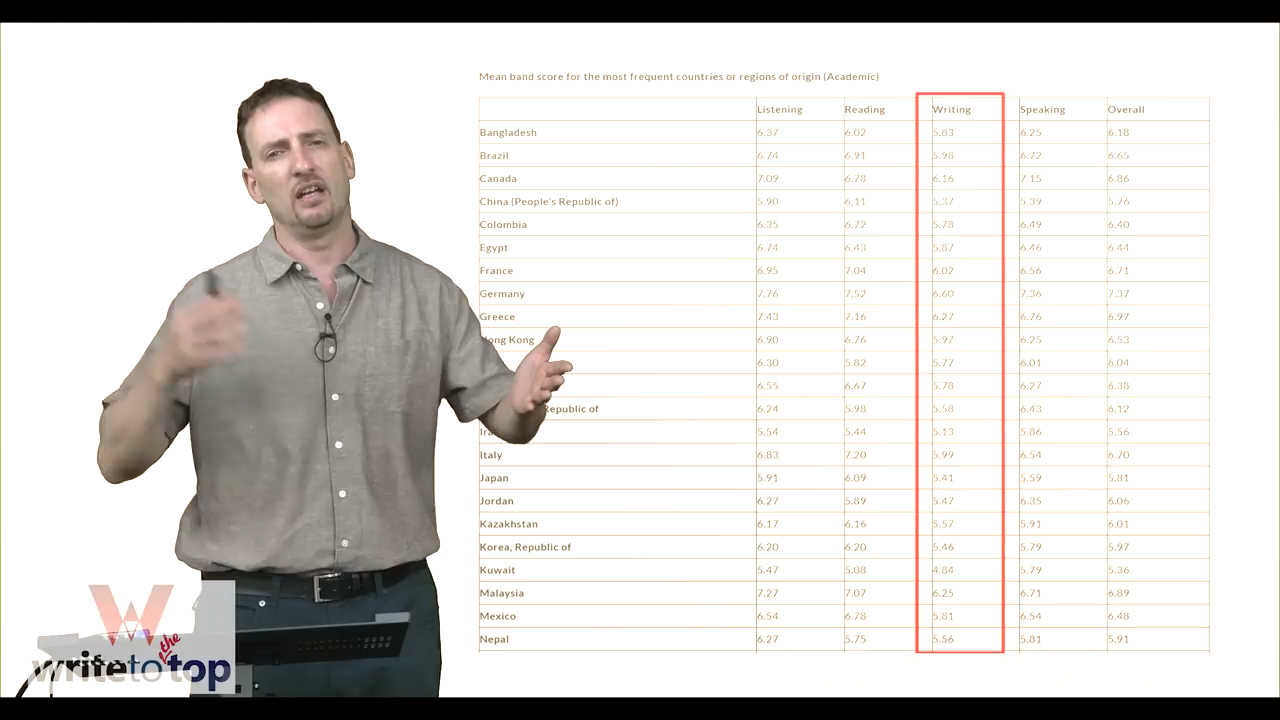 Mean band score for the most frequent countries or regions of origin (Academic)
Listening Reading Writing Speaking Overall
Bangladesh 6.37 6.02 5.83 6.25 6.18
Brazil 6.74 6.91 5.98 6.72 6.65
Canada 7.09 6.78 6.16 7.15 6.86
China (People's Republic of) 5.90 6.11 5.37 5.39 5.76
Colombia 6.35 6.72 5.78 6.49 6.40
Egypt 6.74 6.43 5.87 6.46 6.44
France 6.95 7.04 6.02 6.56 6.71
Germany 7.76 7.52 6.60 7.36 7.37
Greece 7.43 7.16 6.27 6.76 6.97
Kong 6.90 6.76 5.97 6.25 6.53
6.30 5.82 5.77 6.01 6.04
6.55 6.67 5.78 6.27 6.38
Republic of 6.24 5.98 5.58 6.43 6.12
5.54 5.44 5.13 5.86 5.56
Italy 6.83 7.20 5.99 6.54 6.70
Japan 5.91 6.09 5.41 5.59 5.81
Jordan 6.27 5.89 5.47 6.35 6.06
Kazakhstan 6.17 6.16 5.57 5.91 6.01
Korea, Republic of 6.20 6.20 5.46 5.79 5.97
Kuwait 5.47 5.08 4.84 5.79 5.36
Malaysia 7.27 7.07 6.25 6.71 6.89
Mexico 6.54 6.78 5.81 6.54 6.48
Nepal 6.27 5.75 5.56 5.81 5.91
W
write to the top